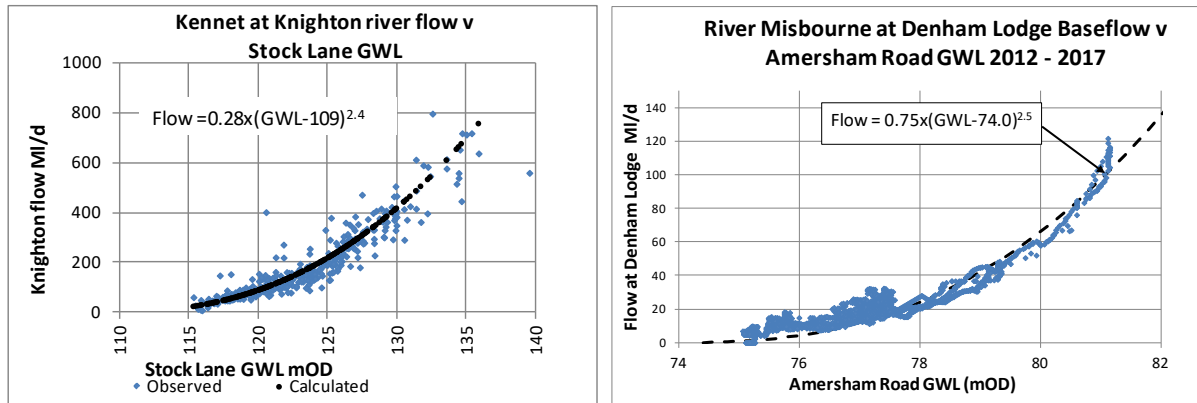 Kennet at Knighton river flow v
Stock Lane GWL
Knighton flow Ml/d
1000
800
600
400
200
0
Flow =0.28x(GWL-109)^2.4
110
115
120
125
130
135
140
Stock Lane GWL mOD
Observed
Calculated
River Misbourne at Denham Lodge Baseflow v
Amersham Road GWL 2012 - 2017
Flow at Denham Lodge Ml/d
140
120
100
80
60
40
20
0
Flow = 0.75x(GWL-74.0)^2.5
74 76 78 80 82
Amersham Road GWL (mOD)